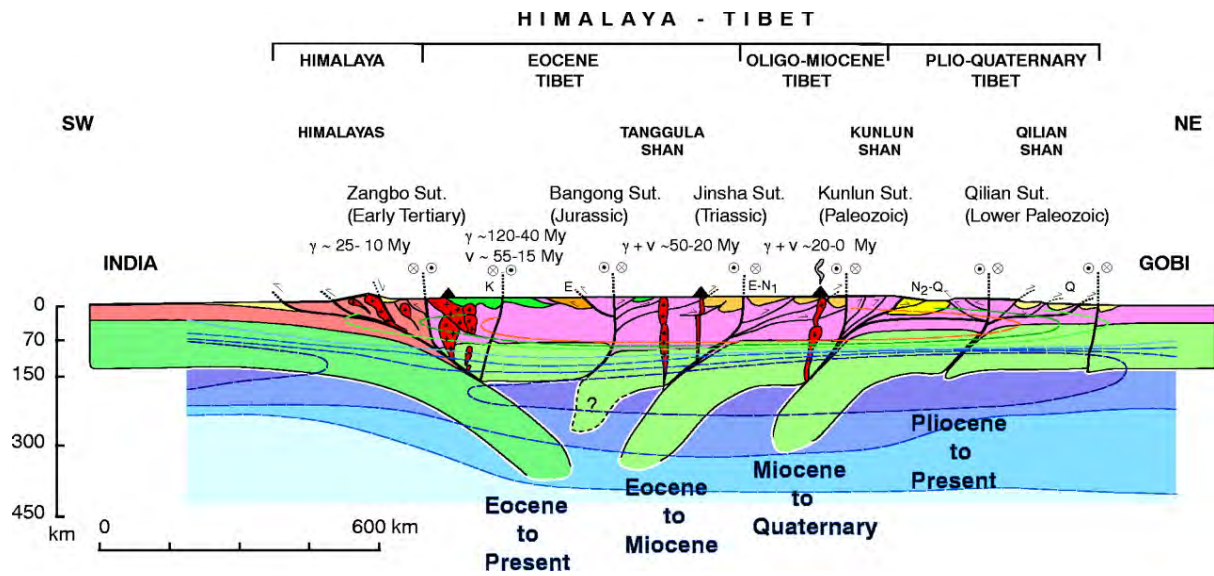 HIMALAYA - TIBET
HIMALAYA EOCENE OLIGO-MIOCENE PLIO-QUATERNARY
TIBET TIBET TIBET
SW NE
HIMALAYAS TANGGULA KUNLUN QILIAN
SHAN SHAN SHAN
Zangbo Sut. Bangong Sut. Jinsha Sut. Kunlun Sut. Qilian Sut.
(Early Tertiary) (Jurassic) (Triassic) (Paleozoic) (Lower Paleozoic)
γ ~ 25- 10 My γ ~120-40 My γ + v ~50-20 My γ + v ~20-0 My
v ~ 55-15 My
INDIA GOBI
K E E-N1 N2-Q Q
0
70
150
300
450
km
?
0 600 km
Eocene
to
Present
Eocene
to
Miocene
Miocene
to
Quaternary
Pliocene
to
Present